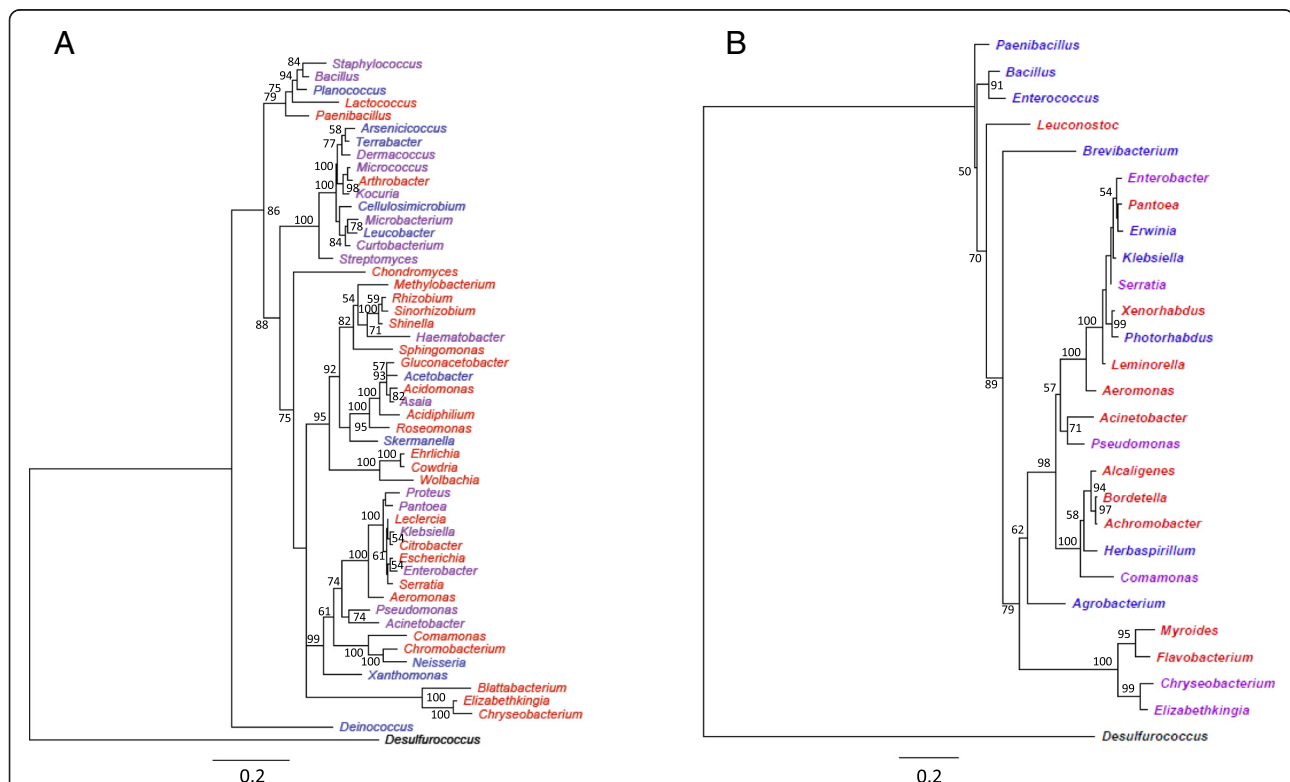 A
84
Staphylococcus
94
Bacillus
75
Planococcus
79
Lactococcus
Paenibacillus
58
Arsenicicoccus
77
Terrabacter
Dermacoccus
100
Micrococcus
Arthrobacter
100
98
Kocuria
Cellulosimicrobium
86
100
Microbacterium
78
Leucobacter
84
Curtobacterium
Streptomyces
Chondromyces
Methylobacterium
54
59
Rhizobium
100
Sinorhizobium
88
82
Shinella
71
Haematobacter
Sphingomonas
57
Gluconacetobacter
92
93
Acetobacter
100
Acidomonas
82
Asaia
75
95
100
Acidiphilium
95
Roseomonas
Skermanella
100
Ehrlichia
100
Cowdria
Wolbachia
Proteus
Pantoea
100
Leclercia
Klebsiella
54
Citrobacter
100
61
Escherichia
54
Enterobacter
74
Serratia
Aeromonas
61
Pseudomonas
74
Acinetobacter
99
Comamonas
100
Chromobacterium
100
Neisseria
Xanthomonas
Blattabacterium
100
Elizabethkingia
100
Chryseobacterium
Deinococcus
Desulfurococcus
0.2
B
Paenibacillus
Bacillus
91
Enterococcus
Leuconostoc
Brevibacterium
50
Enterobacter
54
Pantoea
Erwinia
70
Klebsiella
Serratia
Xenorhabdus
100
99
Photorhabdus
100
Leminorella
89
57
Aeromonas
Acinetobacter
71
Pseudomonas
98
Alcaligenes
94
Bordetella
97
58
Achromobacter
62
100
Herbaspirillum
Comamonas
79
Agrobacterium
95
Myroides
100
Flavobacterium
99
Chryseobacterium
Elizabethkingia
Desulfurococcus
0.2